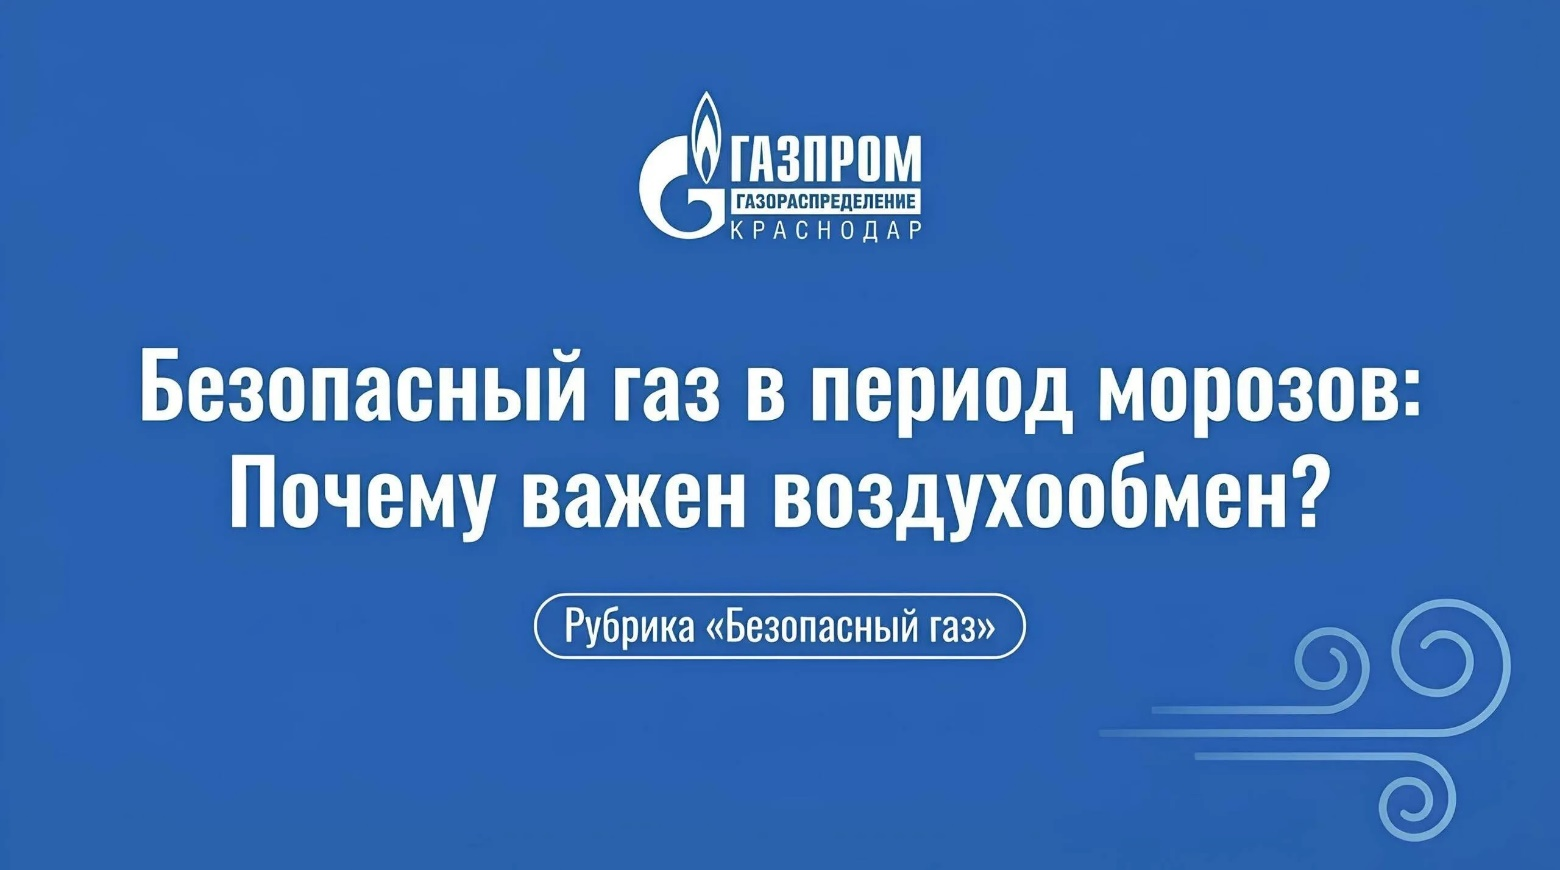 ГАЗПРОМ
ГАЗОРАСПРЕДЕЛЕНИЕ
КРАСНОДАР
Безопасный газ в период морозов:
Почему важен воздухообмен?
Рубрика «Безопасный газ»